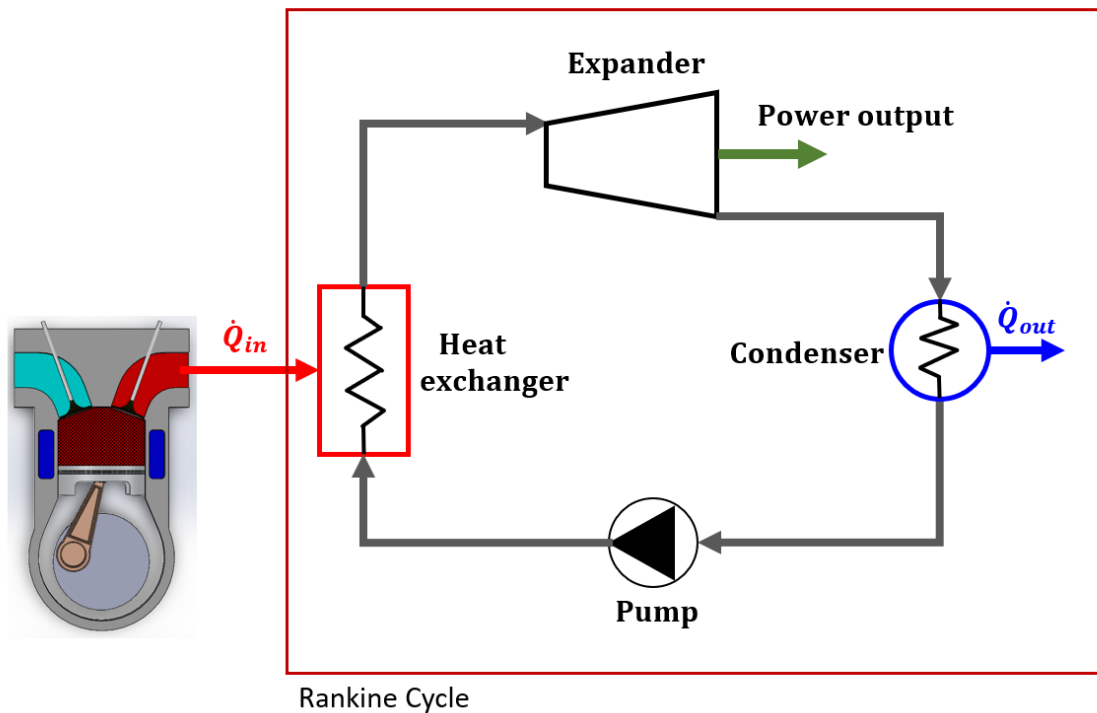 Expander
Power output
Q̇in
Heat
exchanger
Condenser
Q̇out
Pump
Rankine Cycle